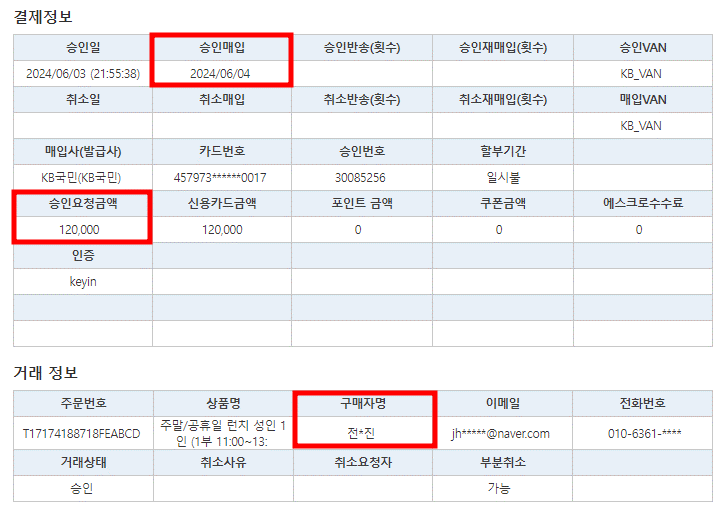 결제정보
승인일 승인매입 승인반송(횟수) 승인재매입(횟수) 승인VAN
2024/06/03 (21:55:38) 2024/06/04 KB_VAN
취소일 취소매입 취소반송(횟수) 취소재매입(횟수) 매입VAN
KB_VAN
매입사(발급사) 카드번호 승인번호 할부기간
KB국민(KB국민) 457973******0017 30085256 일시불
승인요청금액 신용카드금액 포인트 금액 쿠폰금액 에스크로수수료
120,000 120,000 0 0 0
인증
keyin
거래 정보
주문번호 상품명 구매자명 이메일 전화번호
T17174188718FEABCD 주말/공휴일 런치 성인 1인 (1부 11:00~13: 전*진 jh*****@naver.com 010-6361-****
거래상태 취소사유 취소요청자 부분취소
승인 가능